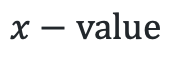 x – value